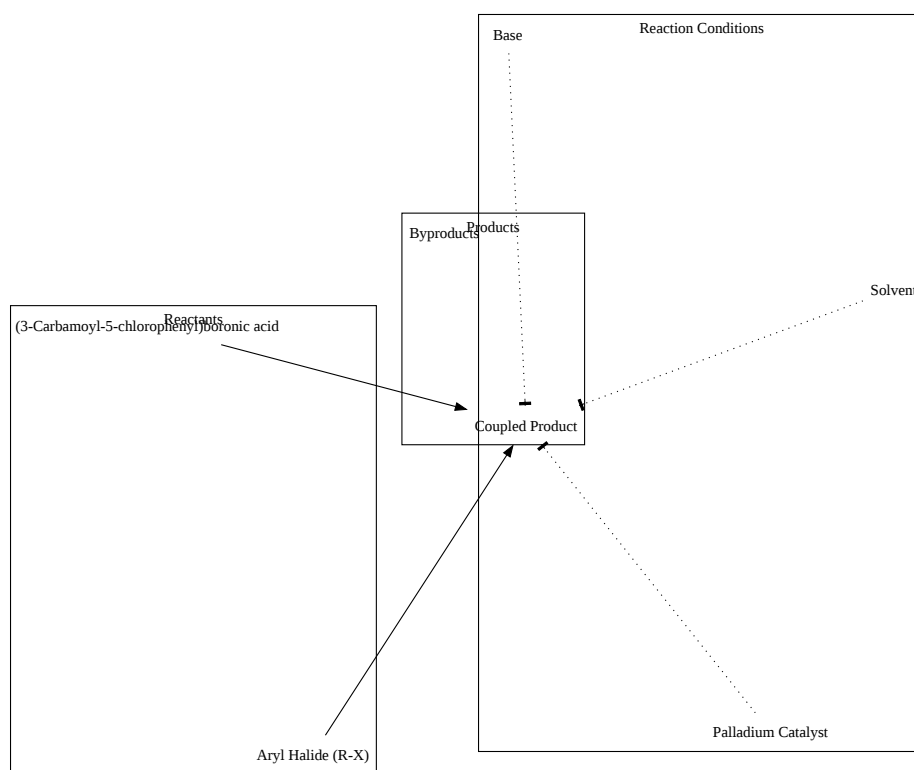 Reaction Conditions
Base
Products
Byproducts
Solvent
Reactants
(3-Carbamoyl-5-chlorophenyl)boronic acid
Coupled Product
Palladium Catalyst
Aryl Halide (R-X)